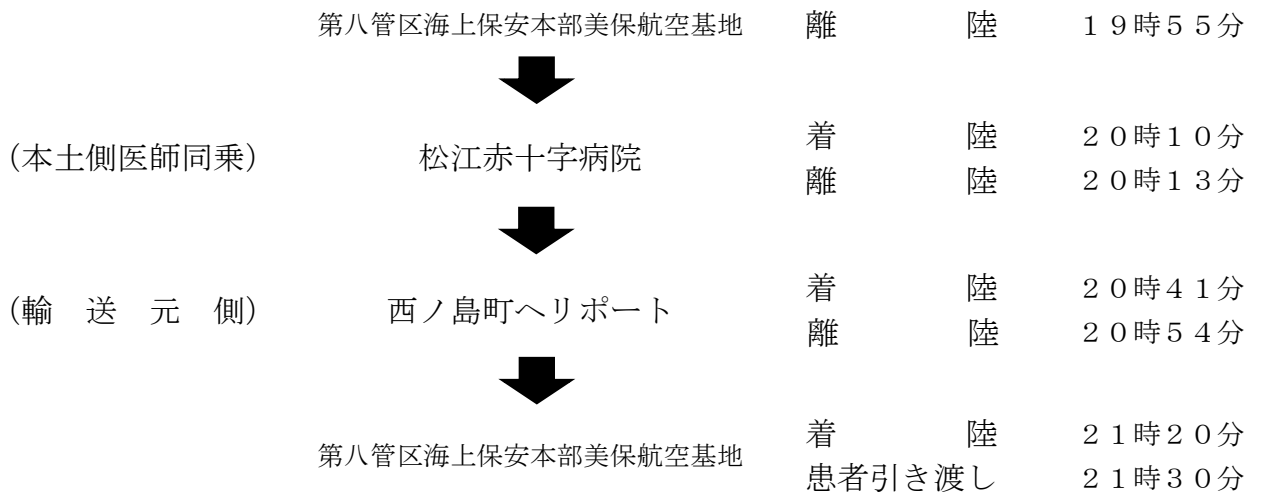 第八管区海上保安本部美保航空基地 離 陸 19時55分
着 陸 20時10分
(本土側医師同乗) 松江赤十字病院
離 陸 20時13分
着 陸 20時41分
(輸 送 元 側) 西ノ島町ヘリポート
離 陸 20時54分
着 陸 21時20分
第八管区海上保安本部美保航空基地
患者引き渡し 21時30分